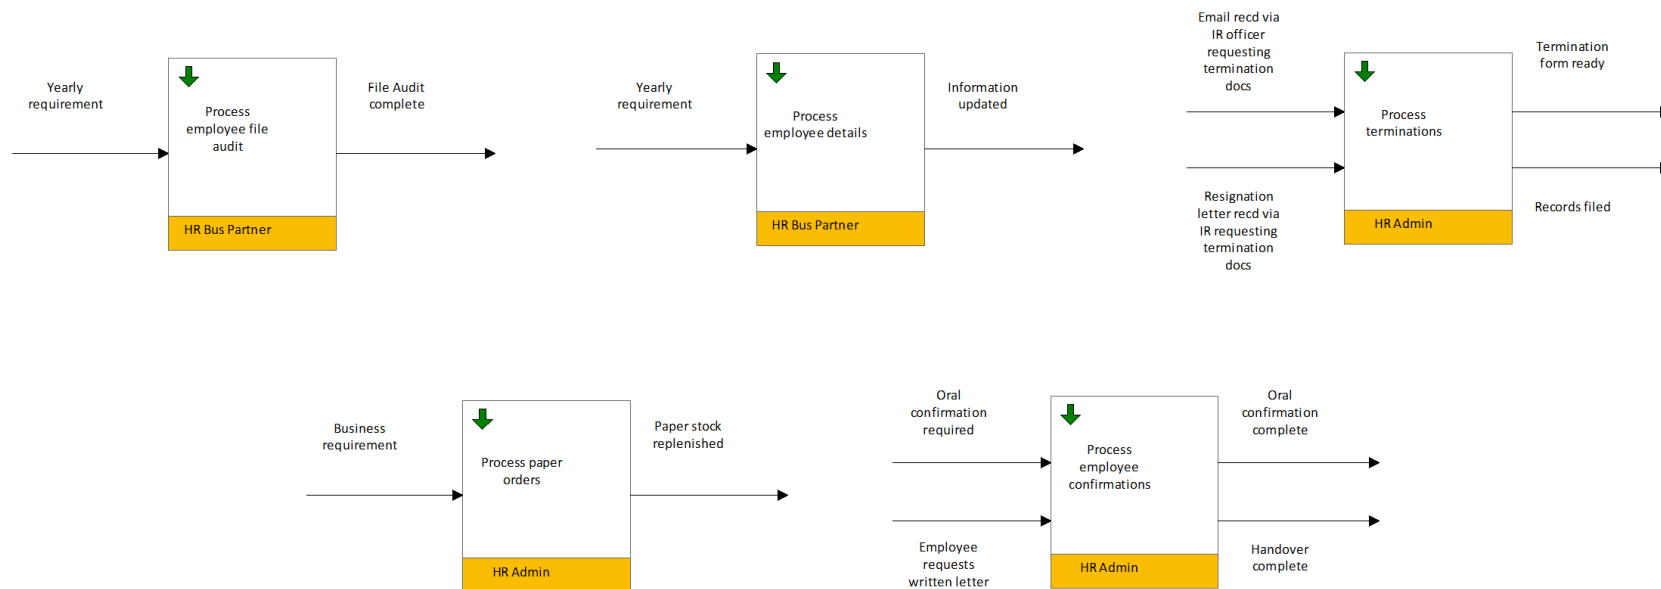 Yearly
requirement
Process
employee file
audit
HR Bus Partner
File Audit
complete
Yearly
requirement
Process
employee details
HR Bus Partner
Information
updated
Email recd via
IR officer
requesting
termination
docs
Resignation
letter recd via
IR requesting
termination
docs
Process
terminations
HR Admin
Termination
form ready
Records filed
Business
requirement
Process paper
orders
HR Admin
Paper stock
replenished
Oral
confirmation
required
Employee
requests
written letter
Process
employee
confirmations
HR Admin
Oral
confirmation
complete
Handover
complete